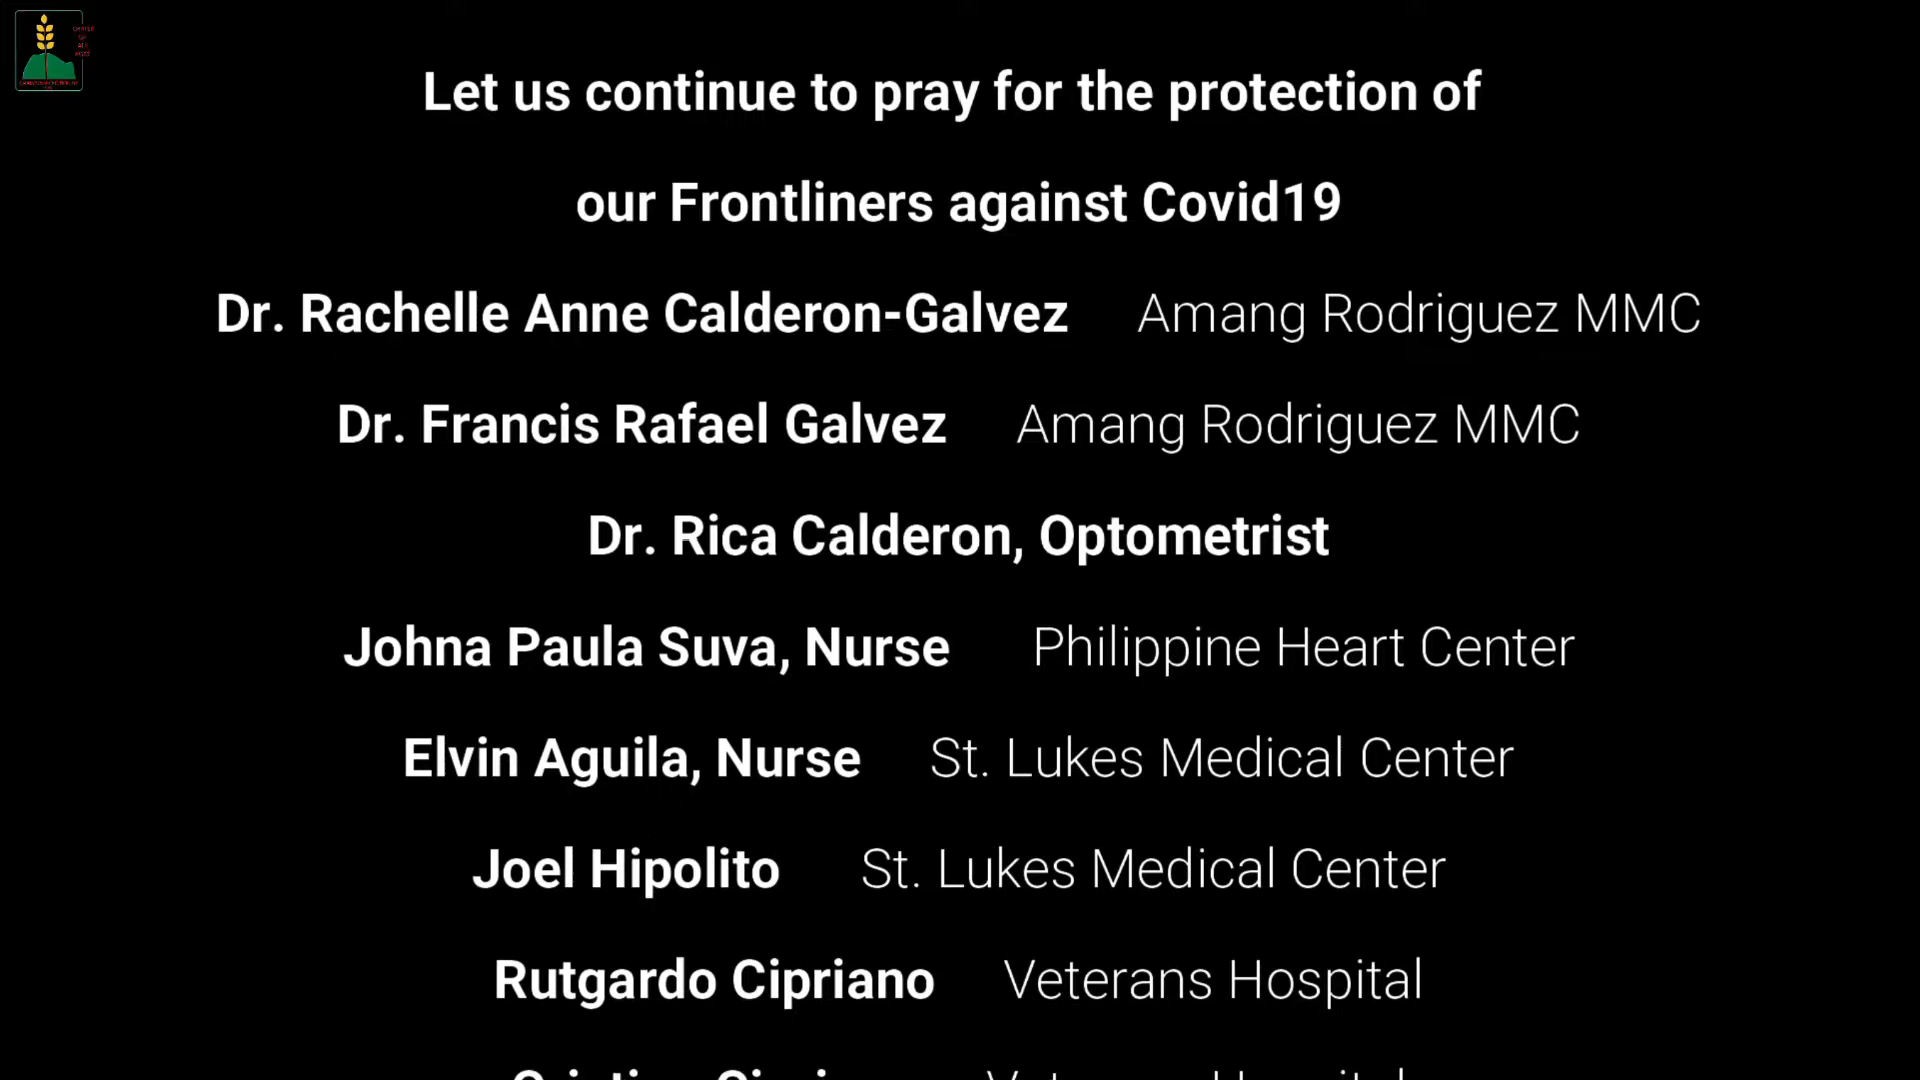 Let us continue to pray for the protection of
our Frontliners against Covid19
Dr. Rachelle Anne Calderon-Galvez Amang Rodriguez MMC
Dr. Francis Rafael Galvez Amang Rodriguez MMC
Dr. Rica Calderon, Optometrist
Johna Paula Suva, Nurse Philippine Heart Center
Elvin Aguila, Nurse St. Lukes Medical Center
Joel Hipolito St. Lukes Medical Center
Rutgardo Cipriano Veterans Hospital